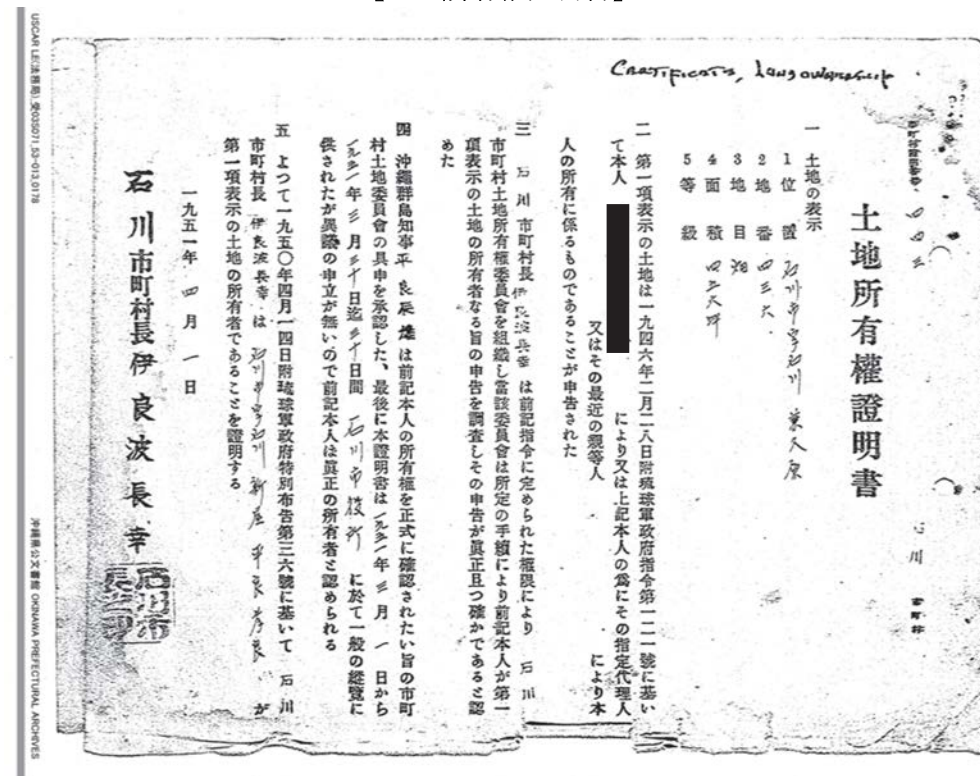 Certificate, Land ownership
市町村
土地所有權證明書
一 土地の表示
1 位置 石川市字石川
2 地番 四三六
3 地目 畑
4 面積 四二六坪
5 等級
二 第一項表示の土地は一九四六年二月二八日附琉球軍政府指令第一二一號に基い
て本人 により又は上記本人の爲にその指定代理人
又はその最近の親等人 により本
人の所有に係るものであることが申告された
三 石川市町村長 伊良波長幸 は前記指令に定められた權限により 石川
市町村土地所有權委員會を組織し當該委員會は所定の手續により前記本人が第一
項表示の土地の所有者なる旨の申告を調査しその申告が眞正且つ確かであると認
めた
四 沖繩群島知事平良辰雄は前記本人の所有權を正式に確認されたい旨の市町
村土地委員會の具申を承認した、最後に本證明書は一九五一年三月一日から
一九五一年三月三十日迄三十日間 石川市役所 に於て一般の縱覽に
供されたが異議の申立が無いので前記本人は眞正の所有者と認められる
五 よつて一九五〇年四月一四日附琉球軍政府特別布告第三六號に基いて 石川
市町村長 伊良波長幸 は 石川市字石川 が
第一項表示の土地の所有者であることを證明する
一九五一年 四月 一日
石川市町村長 伊良波長幸
石川市
長之印
USCAR LE(法務局)_受03S071_53-013_0178
沖縄県公文書館 OKINAWA PREFECTURAL ARCHIVES